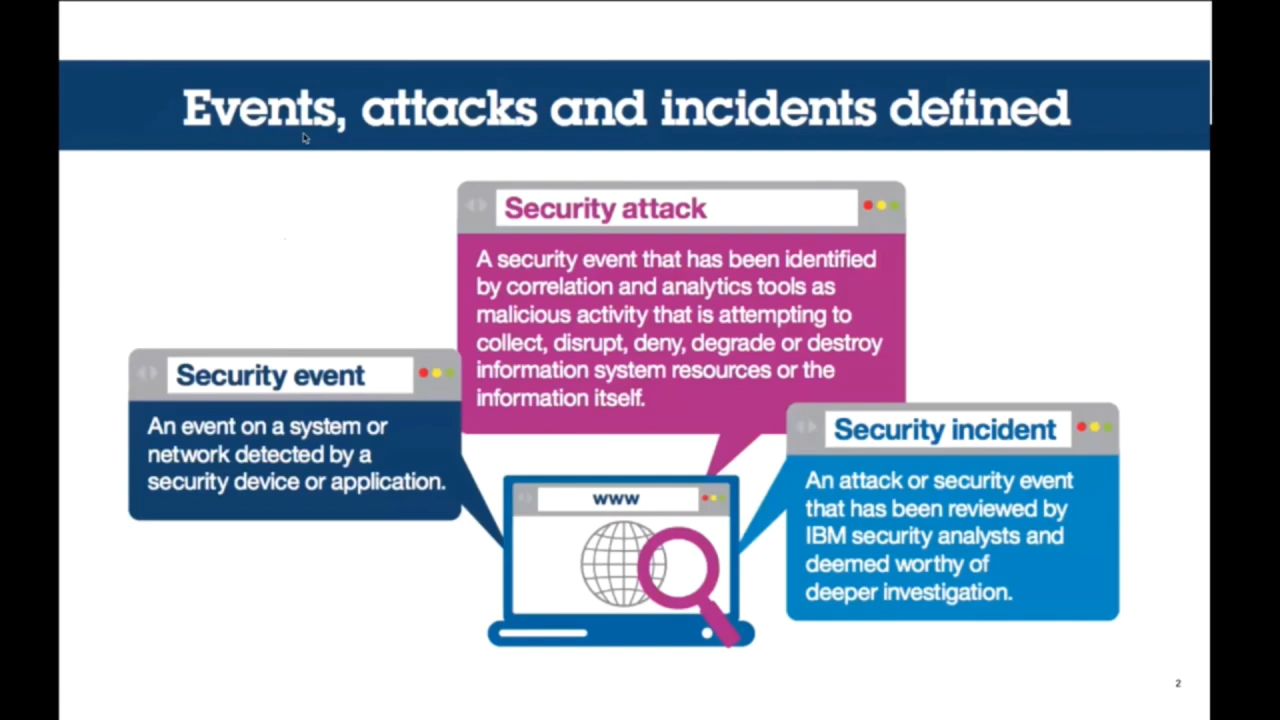 Events, attacks and incidents defined
Security attack
A security event that has been identified
by correlation and analytics tools as
malicious activity that is attempting to
collect, disrupt, deny, degrade or destroy
information system resources or the
information itself.
Security event
An event on a system or
network detected by a
security device or application.
Security incident
An attack or security event
that has been reviewed by
IBM security analysts and
deemed worthy of
deeper investigation.
www
2